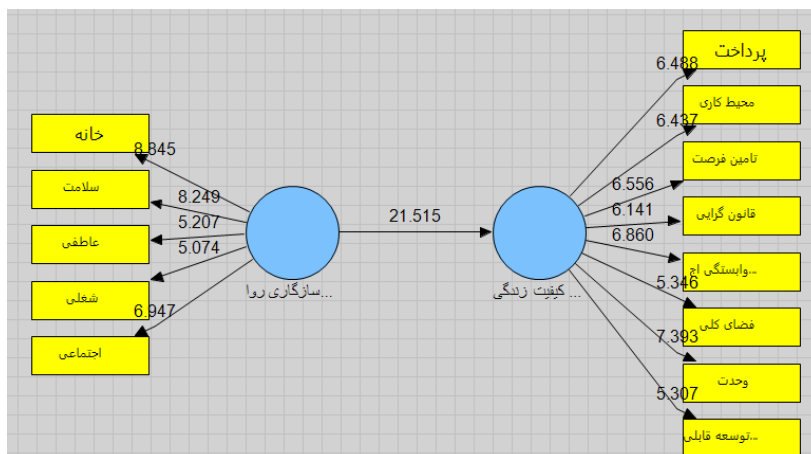 پرداخت
6.488
محیط کاری
6.437
خانه
8.845
تامین فرصت
6.556
سلامت
8.249
قانون گرایی
6.141
21.515
عاطفی
5.207
وابستگی اج...
6.860
شغلی
5.074
سازگاری روا...
کیفیت زندگی ...
فضای کلی
5.346
اجتماعی
6.947
وحدت
7.393
توسعه قابلی...
5.307